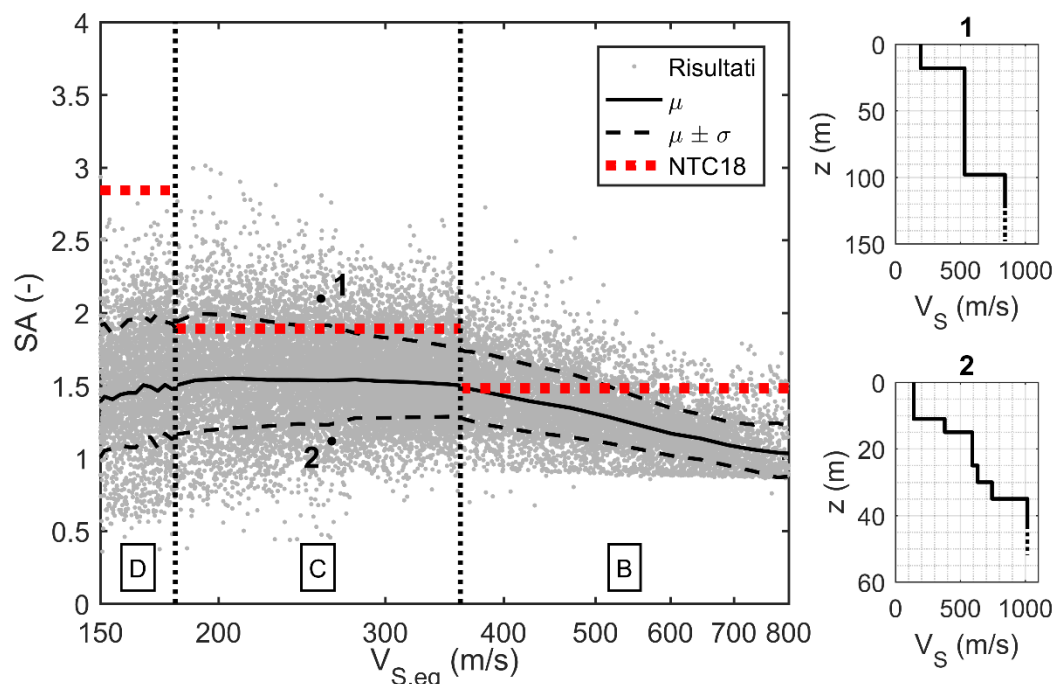 4
3.5
3
2.5
2
1.5
1
0.5
0
SA (-)
Risultati
μ
μ ± σ
NTC18
1
2
D
C
B
150
200
300
400
500
600
700
800
V_S,eq (m/s)
1
0
50
100
150
z (m)
0
500
1000
V_S (m/s)
2
0
20
40
60
z (m)
0
500
1000
V_S (m/s)